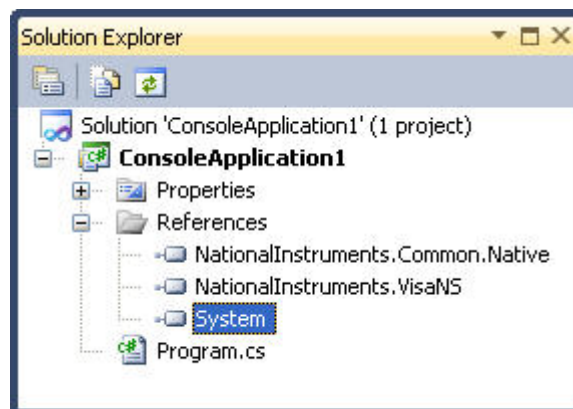 Solution Explorer
Solution 'ConsoleApplication1' (1 project)
ConsoleApplication1
Properties
References
NationalInstruments.Common.Native
NationalInstruments.VisaNS
System
Program.cs